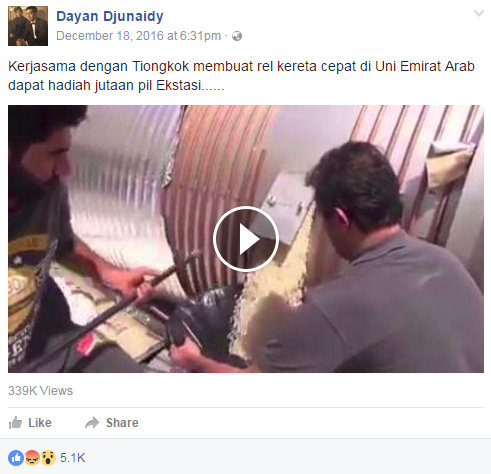 Dayan Djunaidy
December 18, 2016 at 6:31pm ·
Kerjasama dengan Tiongkok membuat rel kereta cepat di Uni Emirat Arab
dapat hadiah jutaan pil Ekstasi......
339K Views
Like Share
5.1K